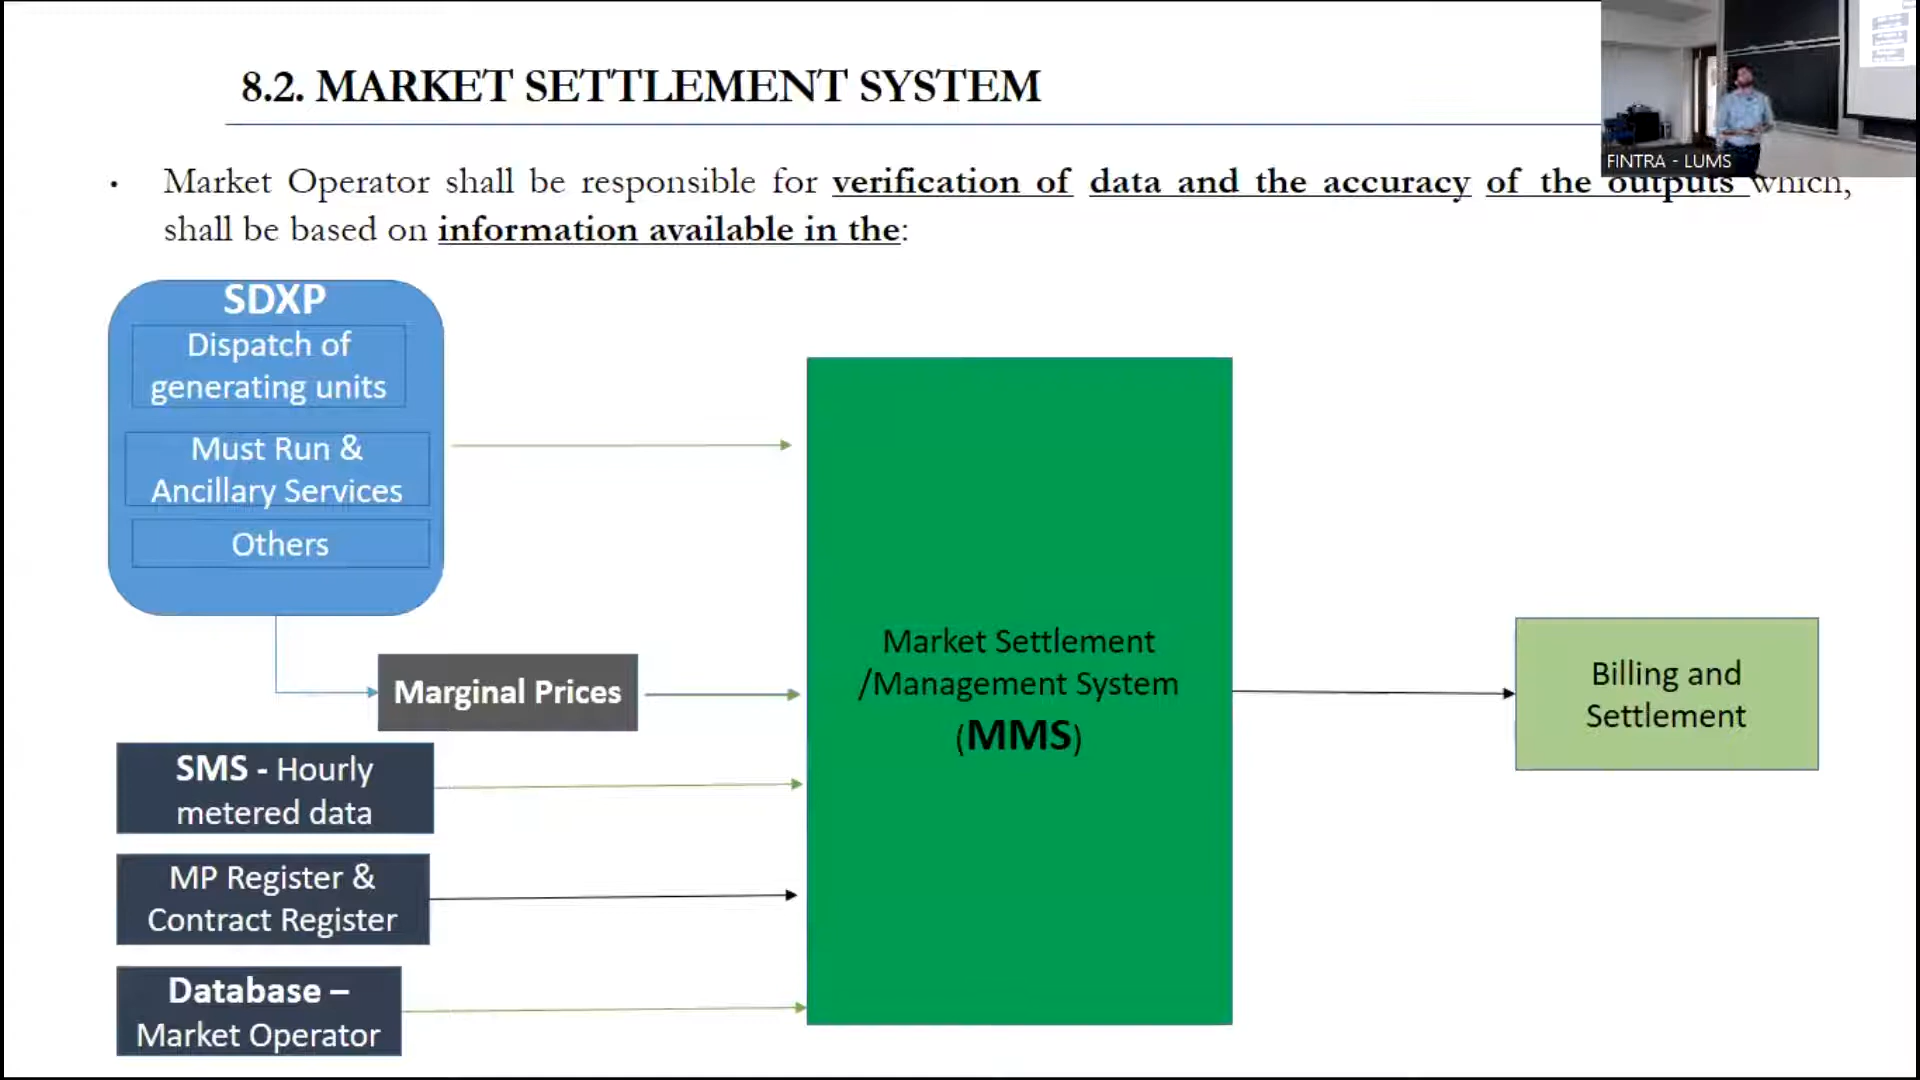 8.2. MARKET SETTLEMENT SYSTEM
FINTRA - LUMS
• Market Operator shall be responsible for verification of data and the accuracy of the outputs which,
shall be based on information available in the:
SDXP
Dispatch of
generating units
Must Run &
Ancillary Services
Others
Marginal Prices
SMS - Hourly
metered data
MP Register &
Contract Register
Database –
Market Operator
Market Settlement
/Management System
(MMS)
Billing and
Settlement